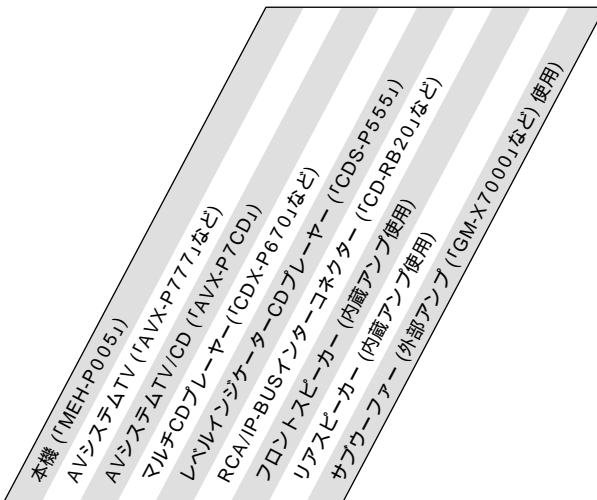 本機 (「MEH-P005」)
AVシステムTV (「AVX-P777」など)
AVシステムTV/CD (「AVX-P7CD」)
マルチCDプレーヤー(「CDX-P670」など)
レベルインジケーターCDプレーヤー (「CDS-P555」)
RCA/IP-BUSインターコネクター (「CD-RB20」など)
フロントスピーカー (内蔵アンプ使用)
リアスピーカー (内蔵アンプ使用)
サブウーファー (外部アンプ (「GM-X7000」など) 使用)